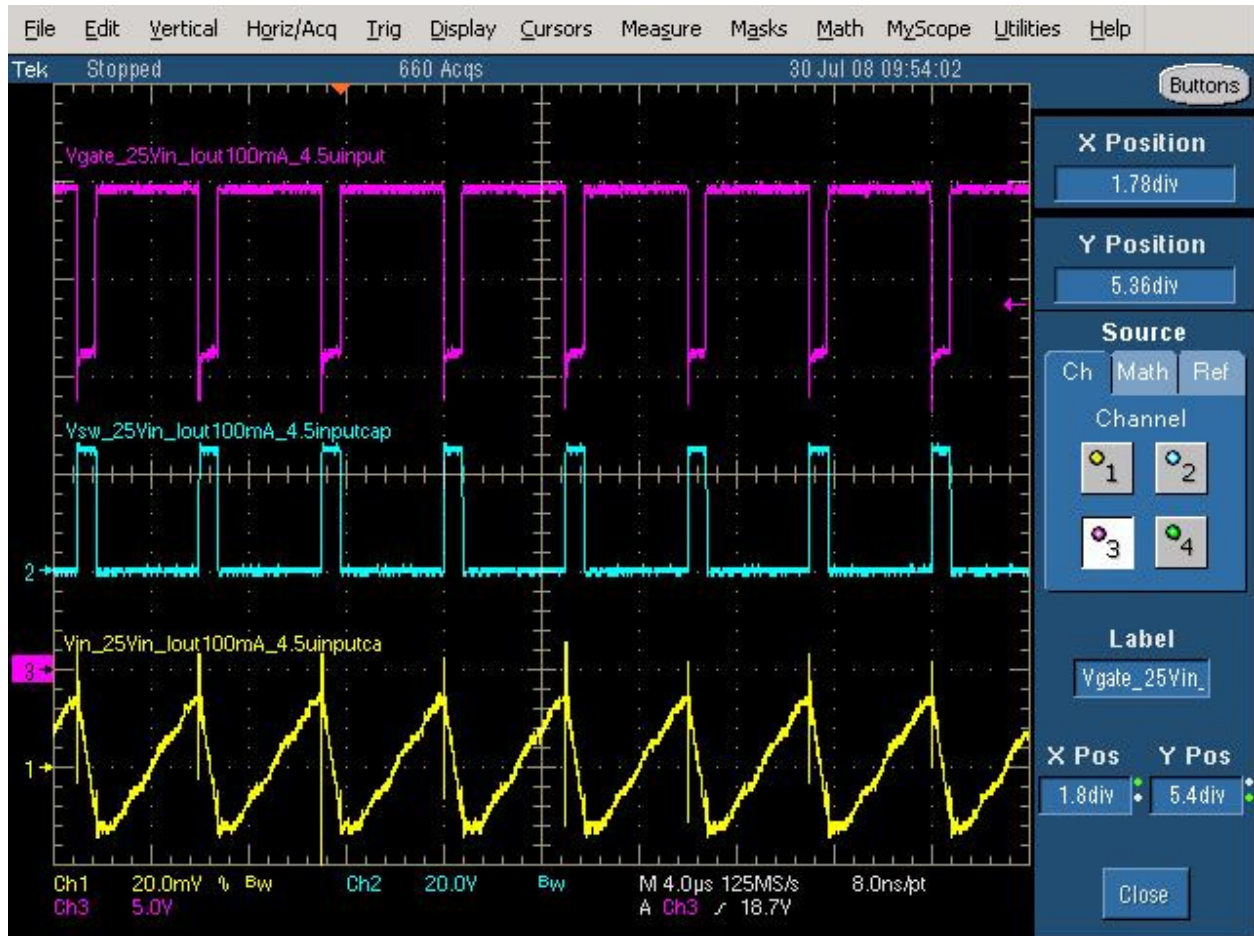 File Edit Vertical Horiz/Acq Trig Display Cursors Measure Masks Math MyScope Utilities Help
Tek Stopped 660 Acqs 30 Jul 08 09:54:02 Buttons
X Position
1.78div
Y Position
5.36div
Source
Ch Math Ref
Channel
1 2
3 4
Label
Vgate_25Vin_
X Pos Y Pos
1.8div 5.4div
Close
Vgate_25Vin_Iout100mA_4.5uinput
Vsw_25Vin_Iout100mA_4.5inputcap
2
Vin_25Vin_Iout100mA_4.5uinputca
3
1
Ch1 20.0mV Bw Ch2 20.0V Bw M 4.0µs 125MS/s 8.0ns/pt
Ch3 5.0V A Ch3 18.7V